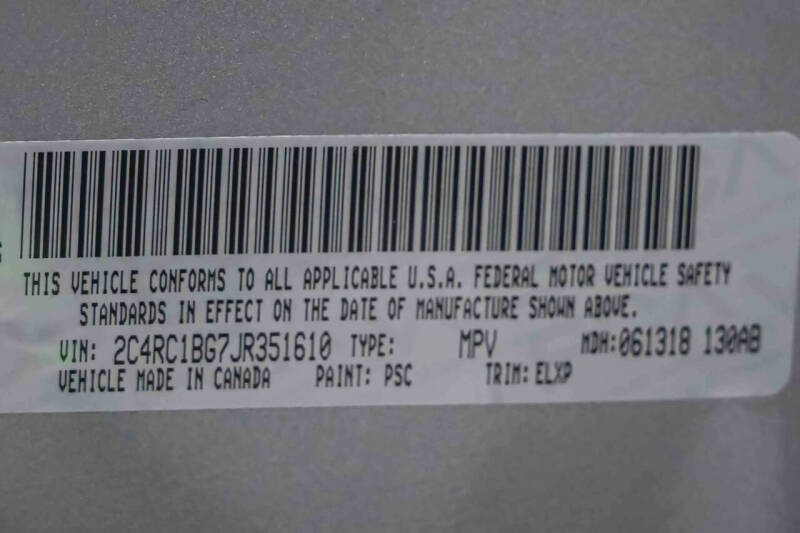 THIS VEHICLE CONFORMS TO ALL APPLICABLE U.S.A. FEDERAL MOTOR VEHICLE SAFETY
STANDARDS IN EFFECT ON THE DATE OF MANUFACTURE SHOWN ABOVE.
VIN: 2C4RC1BG7JR351610 TYPE: MPV MDH:061318 130AB
VEHICLE MADE IN CANADA PAINT: PSC TRIM: ELXP